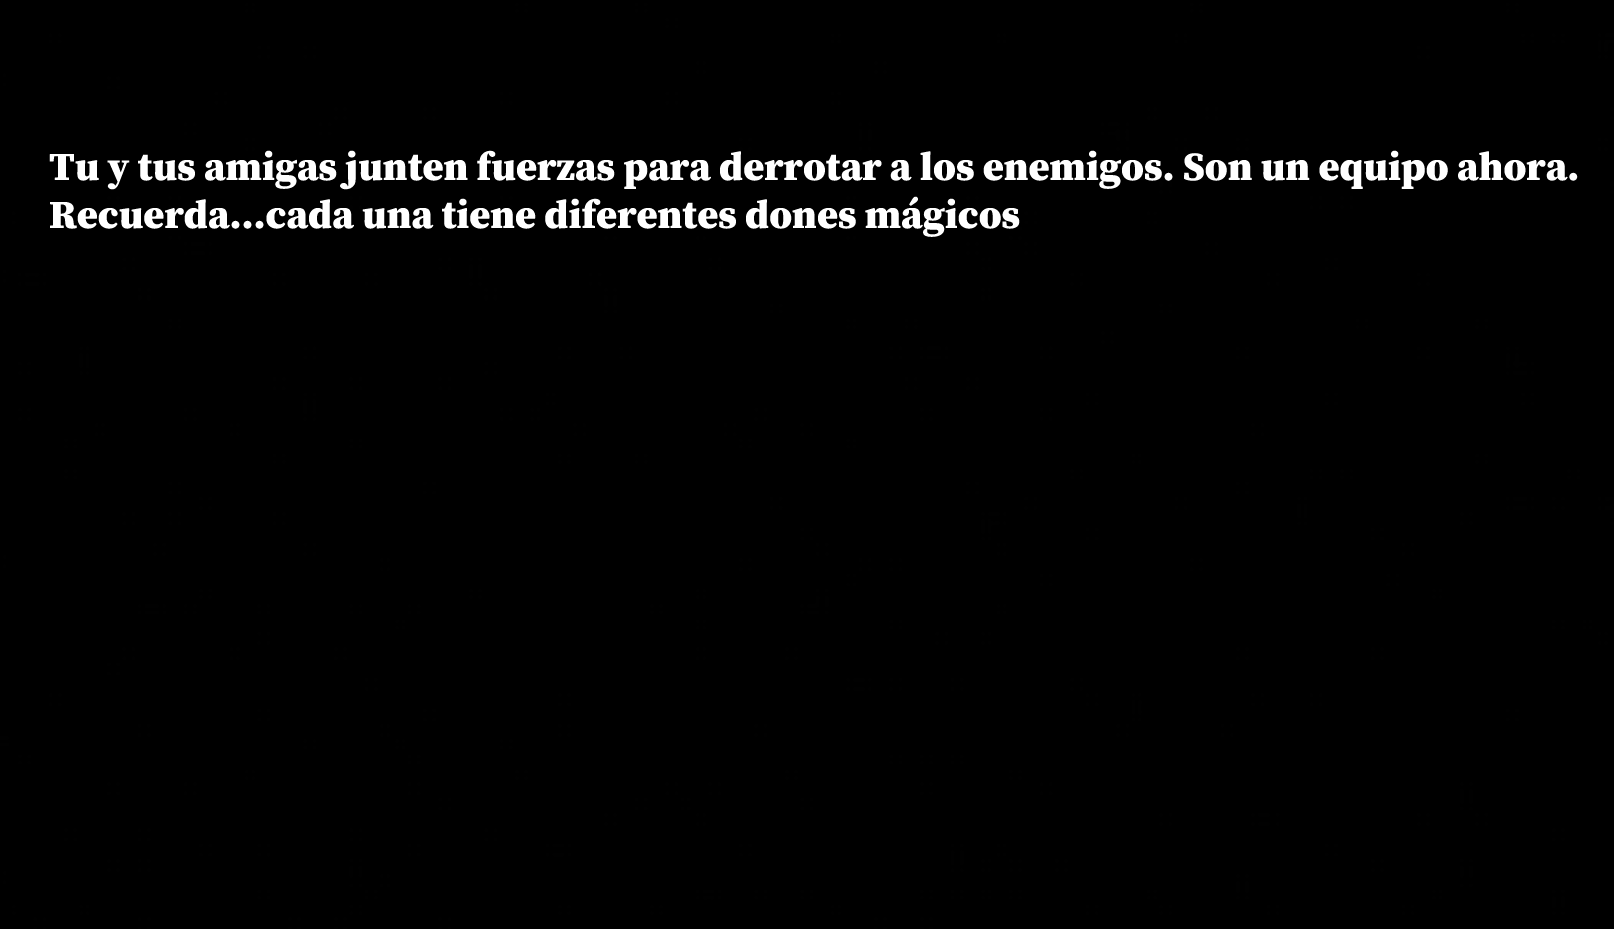 Tu y tus amigas junten fuerzas para derrotar a los enemigos. Son un equipo ahora.
Recuerda...cada una tiene diferentes dones mágicos